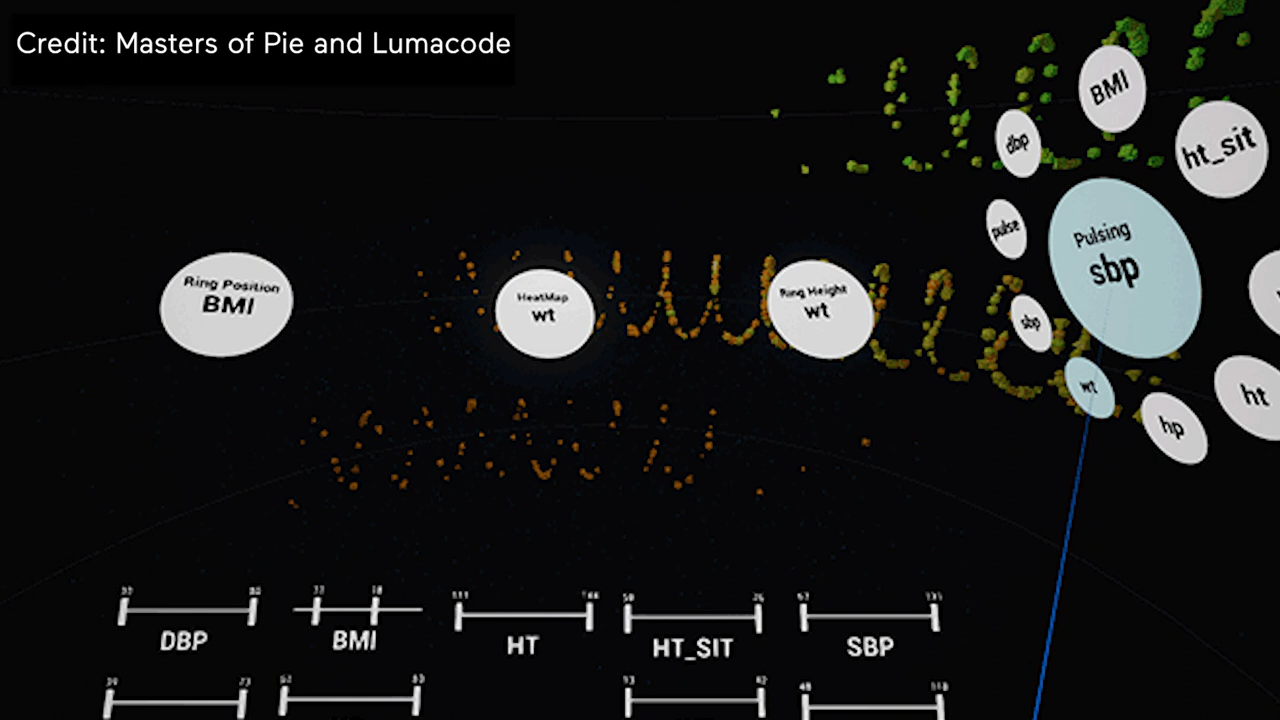 Credit: Masters of Pie and Lumacode
BMI
dbp
ht_sit
pulse
Pulsing
sbp
Ring Position
BMI
HeatMap
wt
Ring Height
wt
sbp
wt
ht
hp
DBP
BMI
HT
HT_SIT
SBP